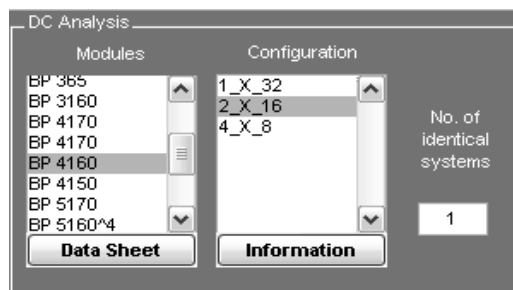 DC Analysis
Modules
Configuration
BP 365
BP 3160
BP 4170
BP 4170
BP 4160
BP 4150
BP 5170
BP 5160^4
Data Sheet
1_X_32
2_X_16
4_X_8
Information
No. of
identical
systems
1